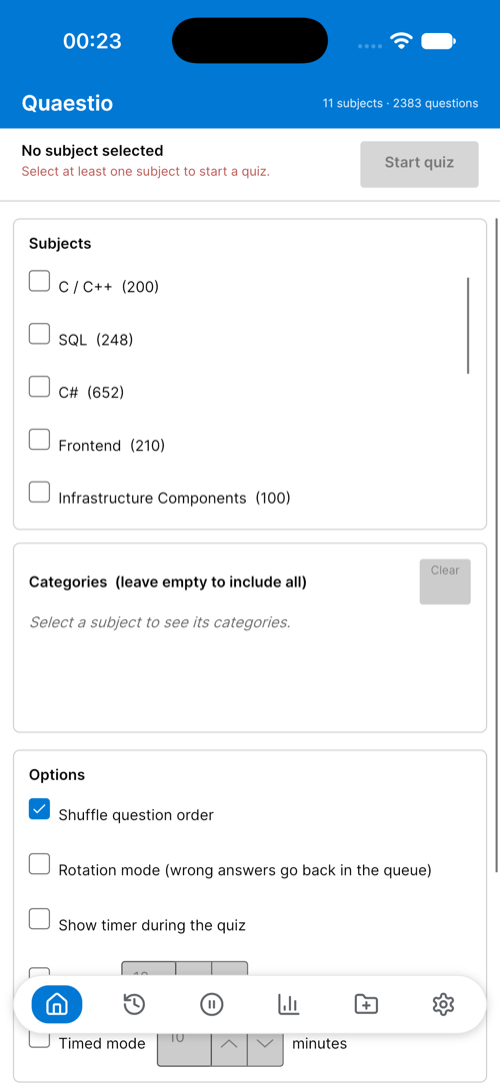 00:23
Quaestio
11 subjects · 2383 questions
No subject selected
Select at least one subject to start a quiz.
Start quiz
Subjects
C / C++ (200)
SQL (248)
C# (652)
Frontend (210)
Infrastructure Components (100)
Categories (leave empty to include all)
Clear
Select a subject to see its categories.
Options
Shuffle question order
Rotation mode (wrong answers go back in the queue)
Show timer during the quiz
Timed mode 10 minutes